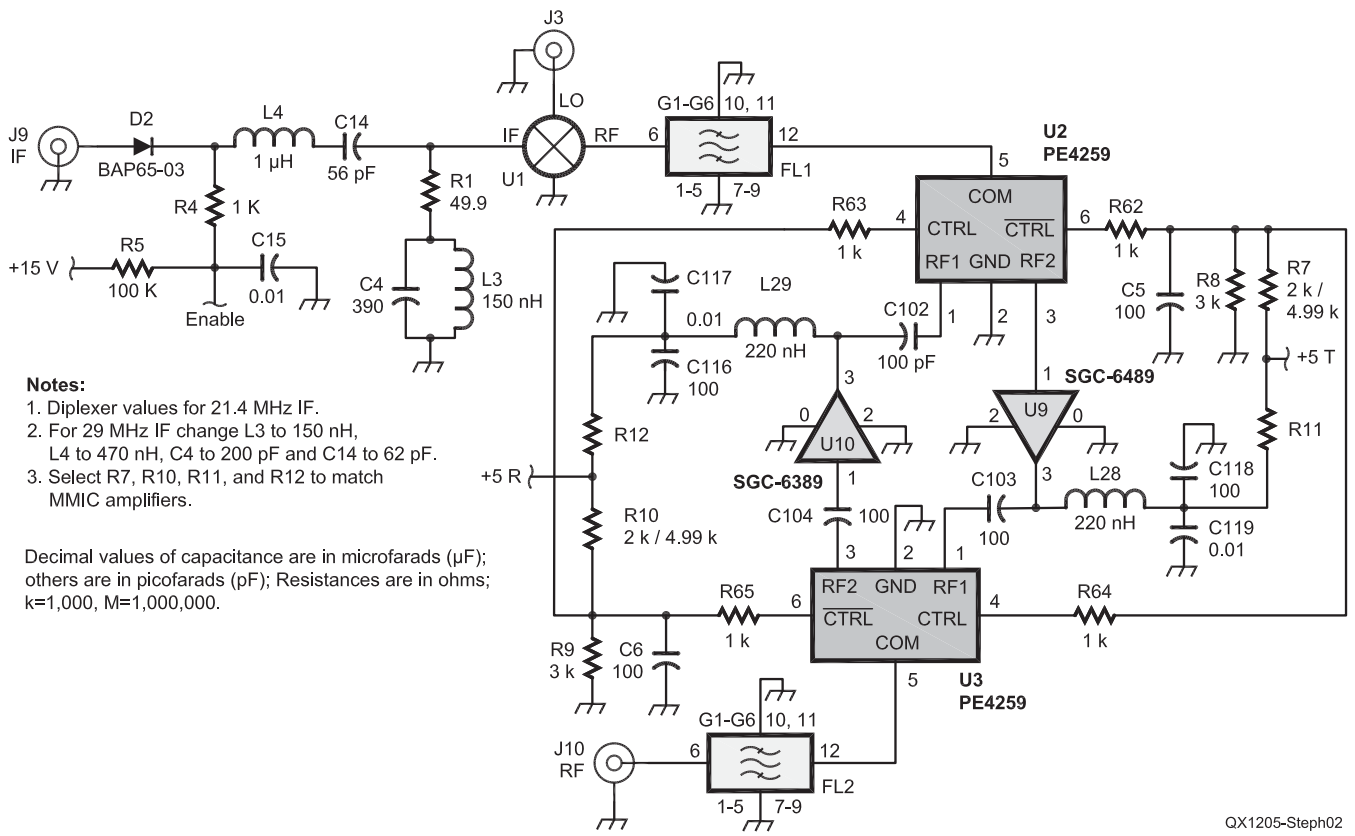 J3
LO
J9
IF
D2
BAP65-03
L4
1 µH
C14
56 pF
R4
1 K
R5
100 K
+15 V
C15
0.01
Enable
R1
49.9
C4
390
L3
150 nH
IF
RF
U1
G1-G6
10, 11
6
12
FL1
1-5
7-9
U2
PE4259
5
COM
4
CTRL
CTRL
6
RF1
GND
RF2
1
2
3
R63
1 k
R62
1 k
C5
100
R8
3 k
R7
2 k /
4.99 k
+5 T
R11
C117
0.01
C116
100
L29
220 nH
C102
100 pF
3
0
2
U10
SGC-6389
1
1
SGC-6489
2
U9
0
3
R12
+5 R
R10
2 k / 4.99 k
C104
100
C103
100
L28
220 nH
C118
100
C119
0.01
3
2
1
RF2
GND
RF1
6
CTRL
CTRL
4
COM
5
U3
PE4259
R65
1 k
R64
1 k
R9
3 k
C6
100
G1-G6
10, 11
6
12
FL2
1-5
7-9
J10
RF
Notes:
1. Diplexer values for 21.4 MHz IF.
2. For 29 MHz IF change L3 to 150 nH,
L4 to 470 nH, C4 to 200 pF and C14 to 62 pF.
3. Select R7, R10, R11, and R12 to match
MMIC amplifiers.
Decimal values of capacitance are in microfarads (µF);
others are in picofarads (pF); Resistances are in ohms;
k=1,000, M=1,000,000.
QX1205-Steph02